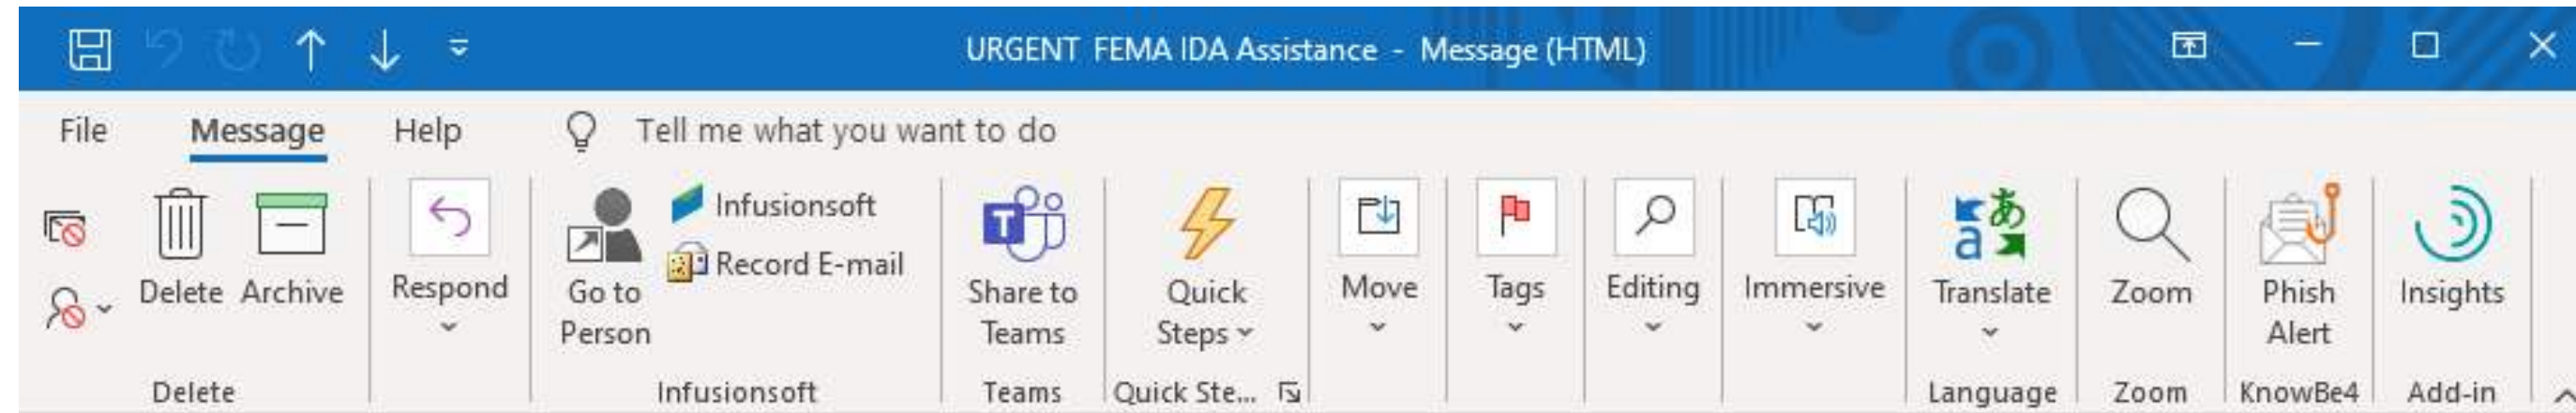 URGENT FEMA IDA Assistance - Message (HTML)
File Message Help Tell me what you want to do
Delete Archive
Respond
Go to Person
Infusionsoft
Record E-mail
Share to Teams
Quick Steps
Move
Tags
Editing
Immersive
Translate
Zoom
Phish Alert
Insights
Delete Infusionsoft Teams Quick Ste... Language Zoom KnowBe4 Add-in